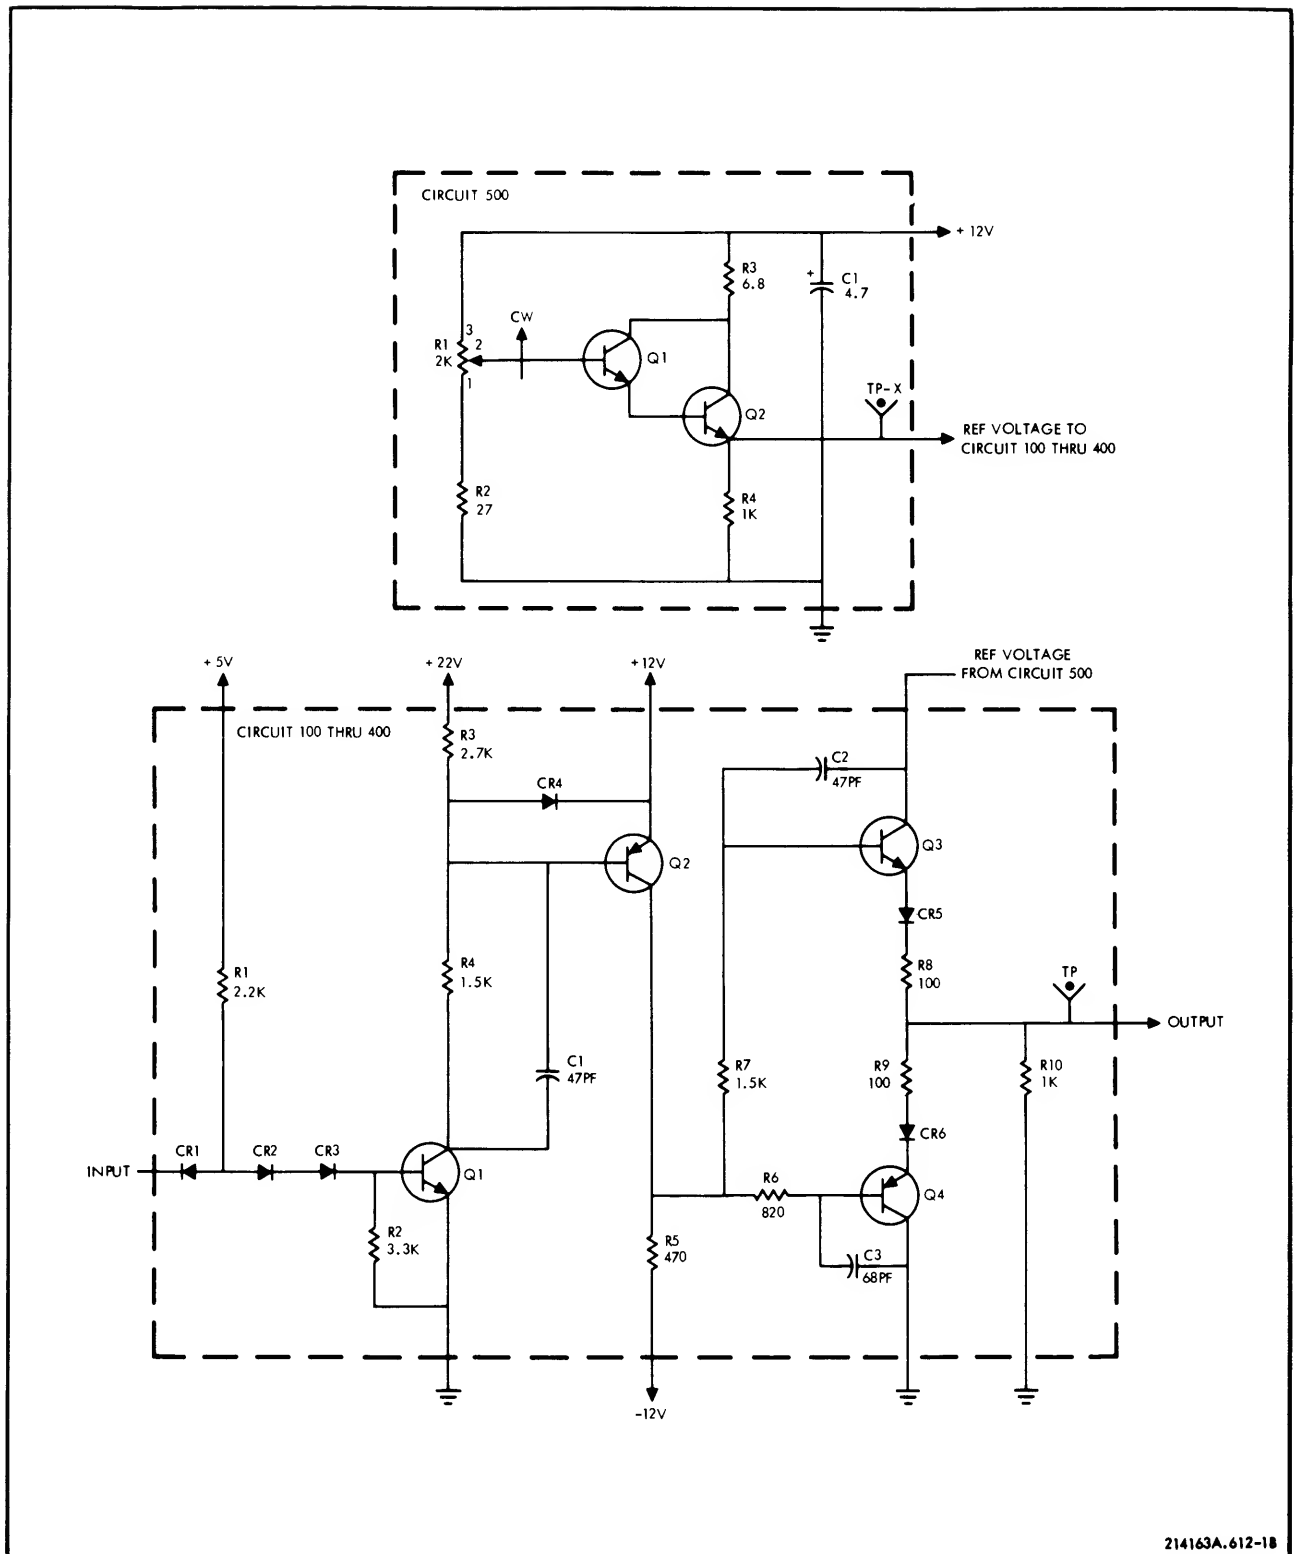 CIRCUIT 500
+ 12V
R3
6.8
+
C1
4.7
CW
3
2
R1
2K
1
Q1
TP-X
Q2
REF VOLTAGE TO
CIRCUIT 100 THRU 400
R2
27
R4
1K
+ 5V
+ 22V
+12V
REF VOLTAGE
FROM CIRCUIT 500
CIRCUIT 100 THRU 400
R3
2.7K
C2
47PF
CR4
Q3
Q2
CR5
R8
100
TP
R1
2.2K
R4
1.5K
OUTPUT
C1
47PF
R7
1.5K
R9
100
R10
1K
CR1
CR2
CR3
CR6
INPUT
Q1
R6
820
Q4
R2
3.3K
R5
470
C3
68PF
-12V
214163A.612-18